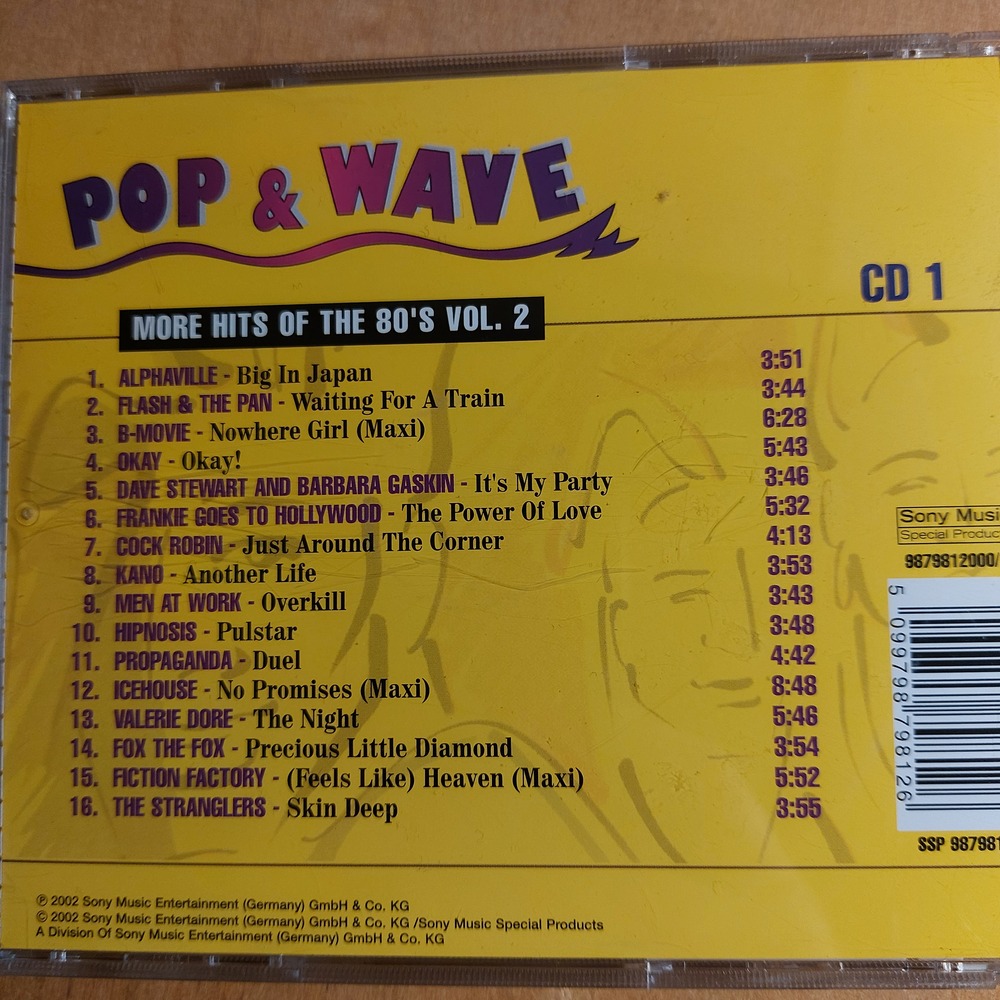 POP & WAVE
CD 1
MORE HITS OF THE 80'S VOL. 2
1. ALPHAVILLE - Big In Japan 3:51
2. FLASH & THE PAN - Waiting For A Train 3:44
3. B-MOVIE - Nowhere Girl (Maxi) 6:28
4. OKAY - Okay! 5:43
5. DAVE STEWART AND BARBARA GASKIN - It's My Party 3:46
6. FRANKIE GOES TO HOLLYWOOD - The Power Of Love 5:32
7. COCK ROBIN - Just Around The Corner 4:13
8. KANO - Another Life 3:53
9. MEN AT WORK - Overkill 3:43
10. HIPNOSIS - Pulstar 3:48
11. PROPAGANDA - Duel 4:42
12. ICEHOUSE - No Promises (Maxi) 8:48
13. VALERIE DORE - The Night 5:46
14. FOX THE FOX - Precious Little Diamond 3:54
15. FICTION FACTORY - (Feels Like) Heaven (Maxi) 5:52
16. THE STRANGLERS - Skin Deep 3:55
Sony Musi
Special Produc
9879812000/
5 099798 798126
SSP 987981
℗ 2002 Sony Music Entertainment (Germany) GmbH & Co. KG
© 2002 Sony Music Entertainment (Germany) GmbH & Co. KG /Sony Music Special Products
A Division Of Sony Music Entertainment (Germany) GmbH & Co. KG